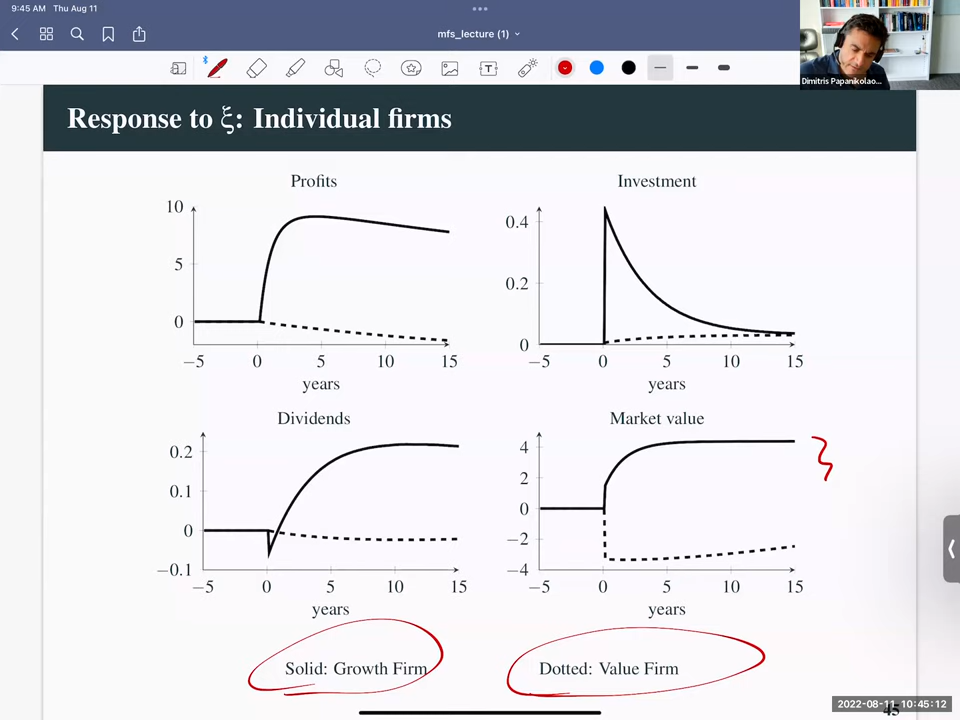 9:45 AM Thu Aug 11
mfs_lecture (1)
Dimitris Papanikolao...
Response to ξ: Individual firms
Profits
10
5
0
−5 0 5 10 15
years
Investment
0.4
0.2
0
−5 0 5 10 15
years
Dividends
0.2
0.1
0
−0.1
−5 0 5 10 15
years
Market value
4
2
0
−2
−4
−5 0 5 10 15
years
Solid: Growth Firm
Dotted: Value Firm
2022-08-11 10:45:12
45